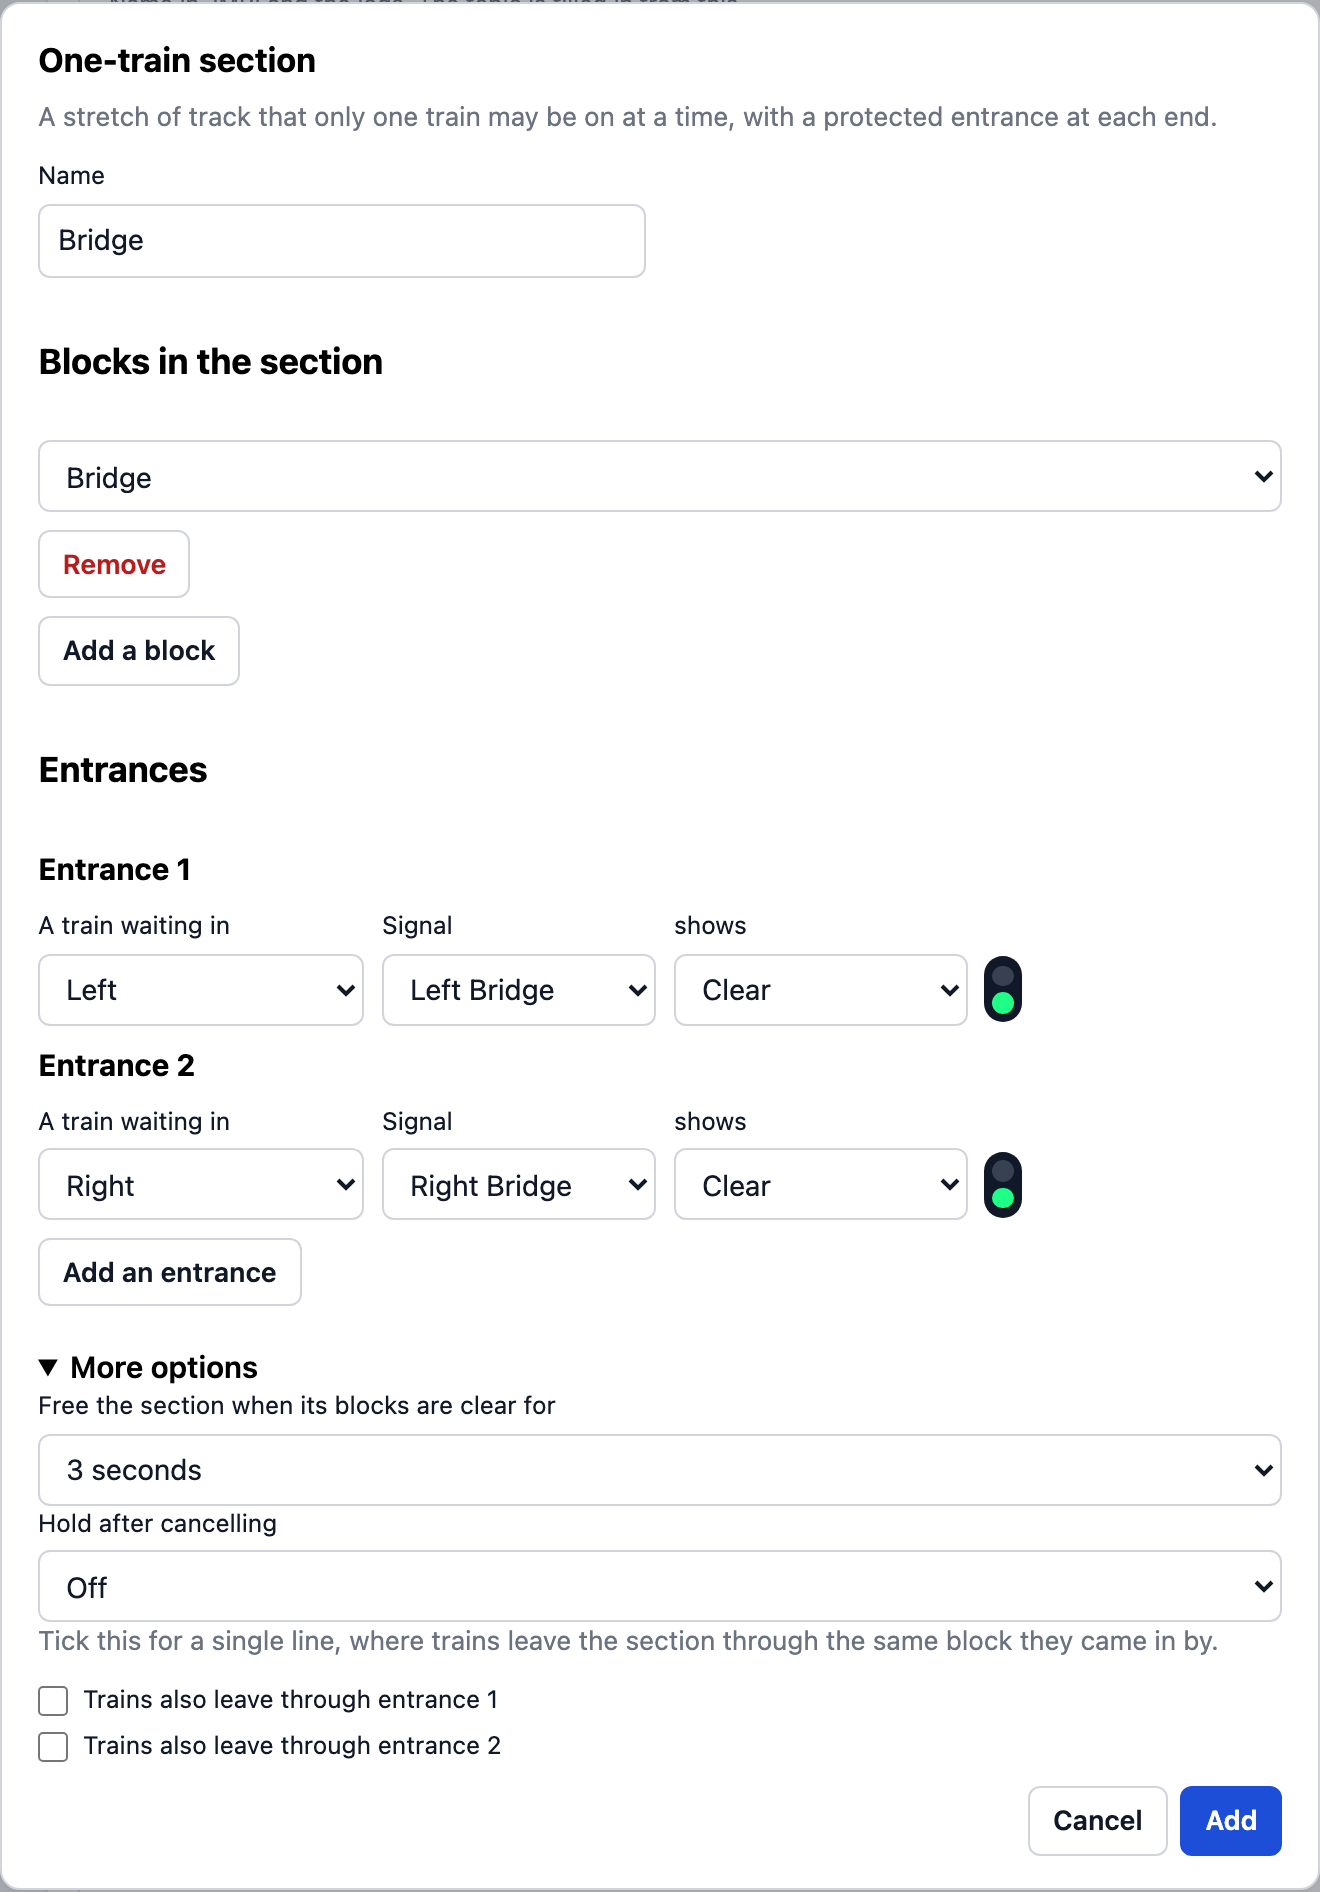 One-train section
A stretch of track that only one train may be on at a time, with a protected entrance at each end.
Name
Bridge
Blocks in the section
Bridge
Remove
Add a block
Entrances
Entrance 1
A train waiting in Signal shows
Left Left Bridge Clear
Entrance 2
A train waiting in Signal shows
Right Right Bridge Clear
Add an entrance
▼ More options
Free the section when its blocks are clear for
3 seconds
Hold after cancelling
Off
Tick this for a single line, where trains leave the section through the same block they came in by.
Trains also leave through entrance 1
Trains also leave through entrance 2
Cancel Add